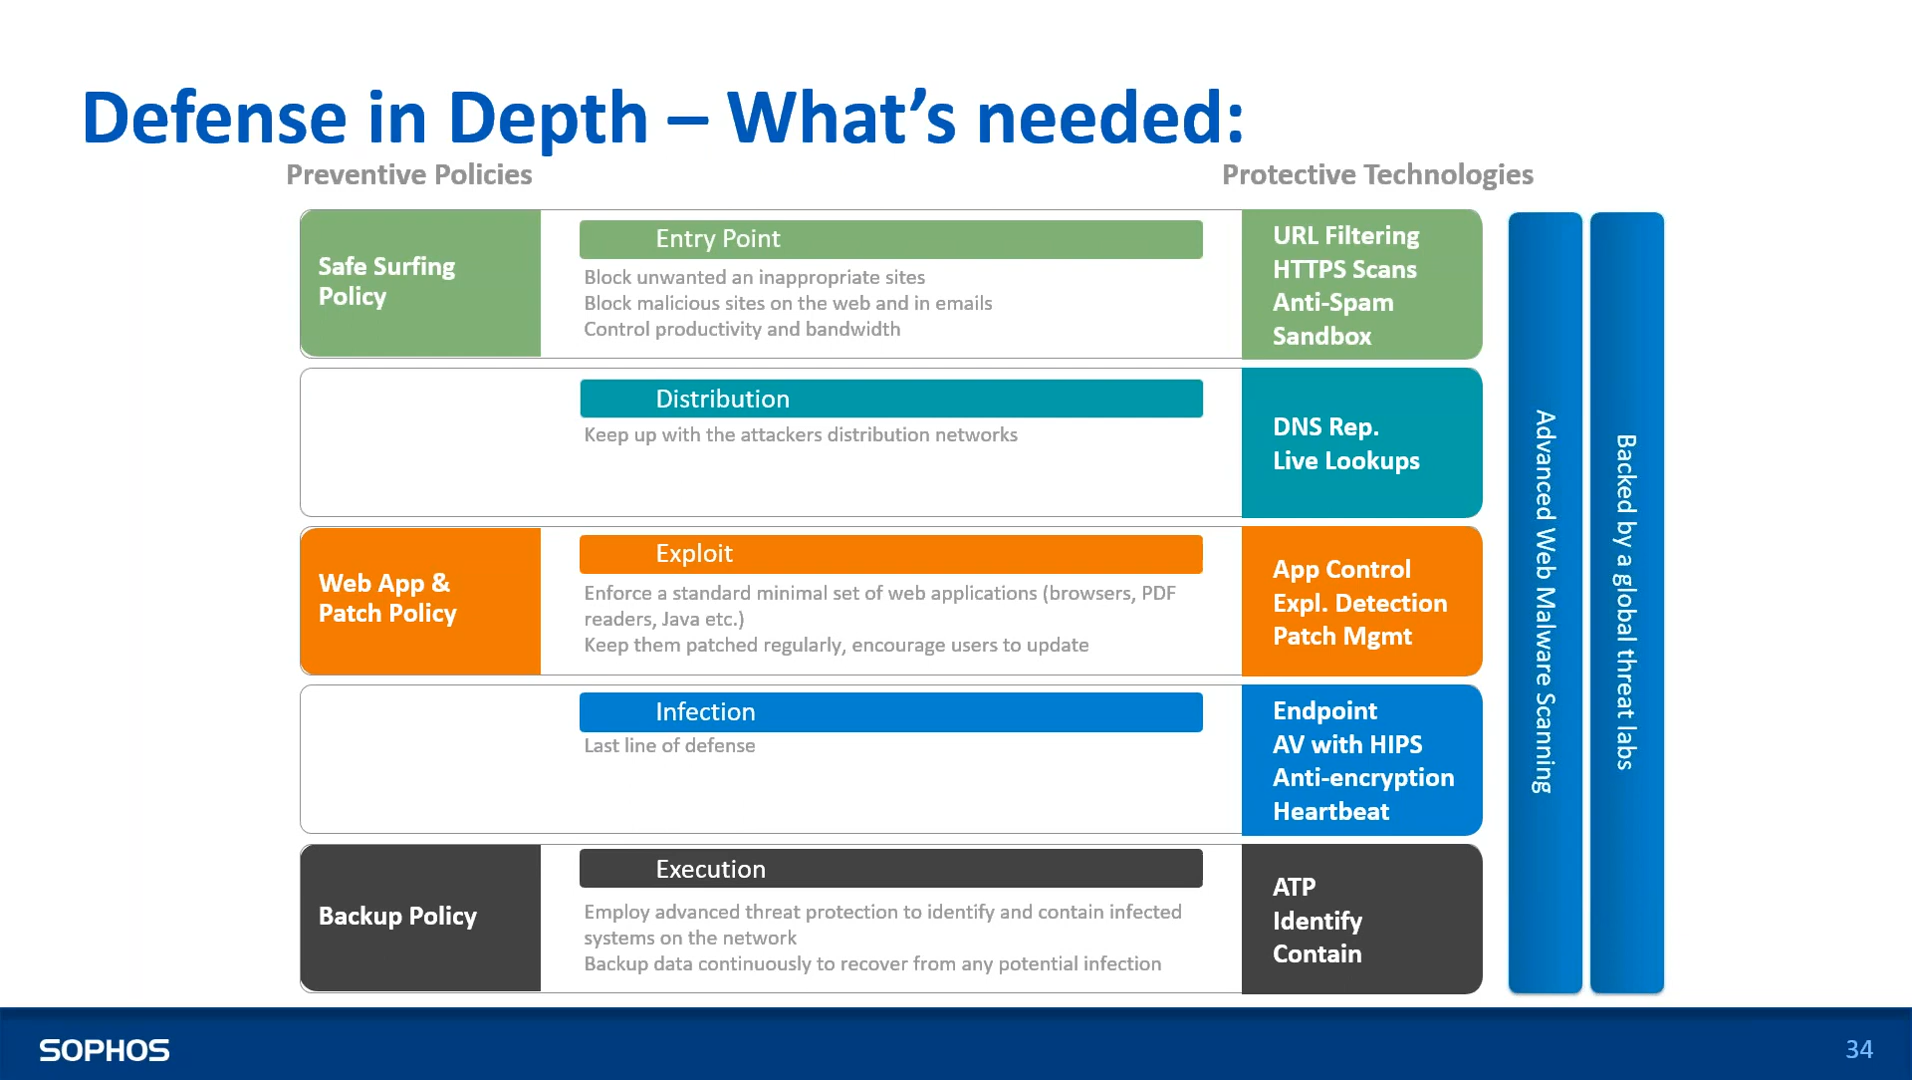 Defense in Depth – What's needed:
Preventive Policies
Protective Technologies
Safe Surfing
Policy
Entry Point
Block unwanted an inappropriate sites
Block malicious sites on the web and in emails
Control productivity and bandwidth
URL Filtering
HTTPS Scans
Anti-Spam
Sandbox
Distribution
Keep up with the attackers distribution networks
DNS Rep.
Live Lookups
Web App &
Patch Policy
Exploit
Enforce a standard minimal set of web applications (browsers, PDF
readers, Java etc.)
Keep them patched regularly, encourage users to update
App Control
Expl. Detection
Patch Mgmt
Infection
Last line of defense
Endpoint
AV with HIPS
Anti-encryption
Heartbeat
Backup Policy
Execution
Employ advanced threat protection to identify and contain infected
systems on the network
Backup data continuously to recover from any potential infection
ATP
Identify
Contain
Advanced Web Malware Scanning
Backed by a global threat labs
SOPHOS
34